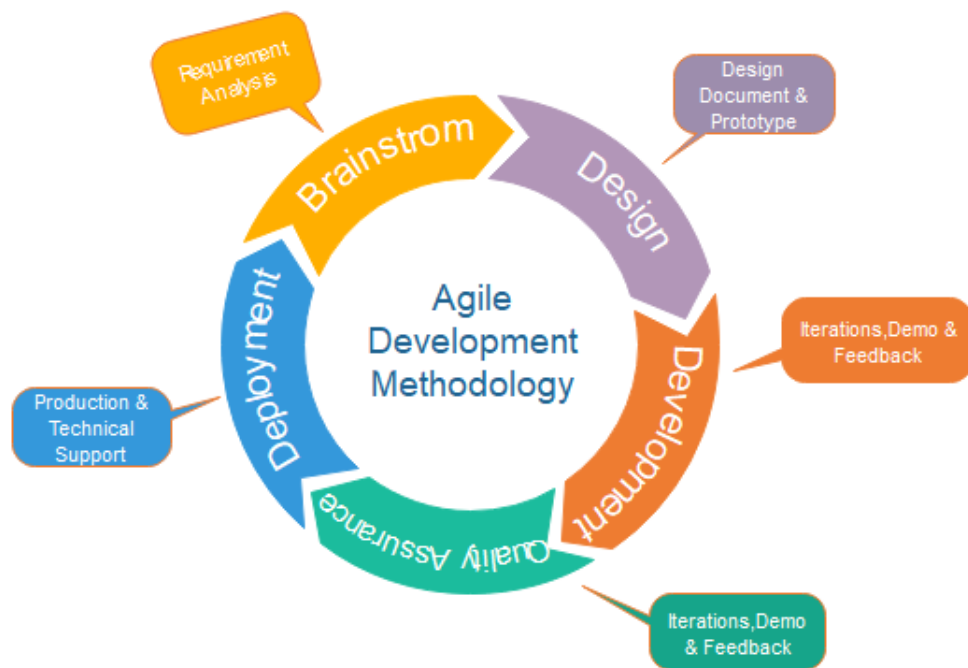 Requirement
Analysis
Brainstrom
Design
Document &
Prototype
Design
Agile
Development
Methodology
Iterations,Demo &
Feedback
Development
Production &
Technical
Support
Deployment
Quality Assurance
Iterations,Demo
& Feedback